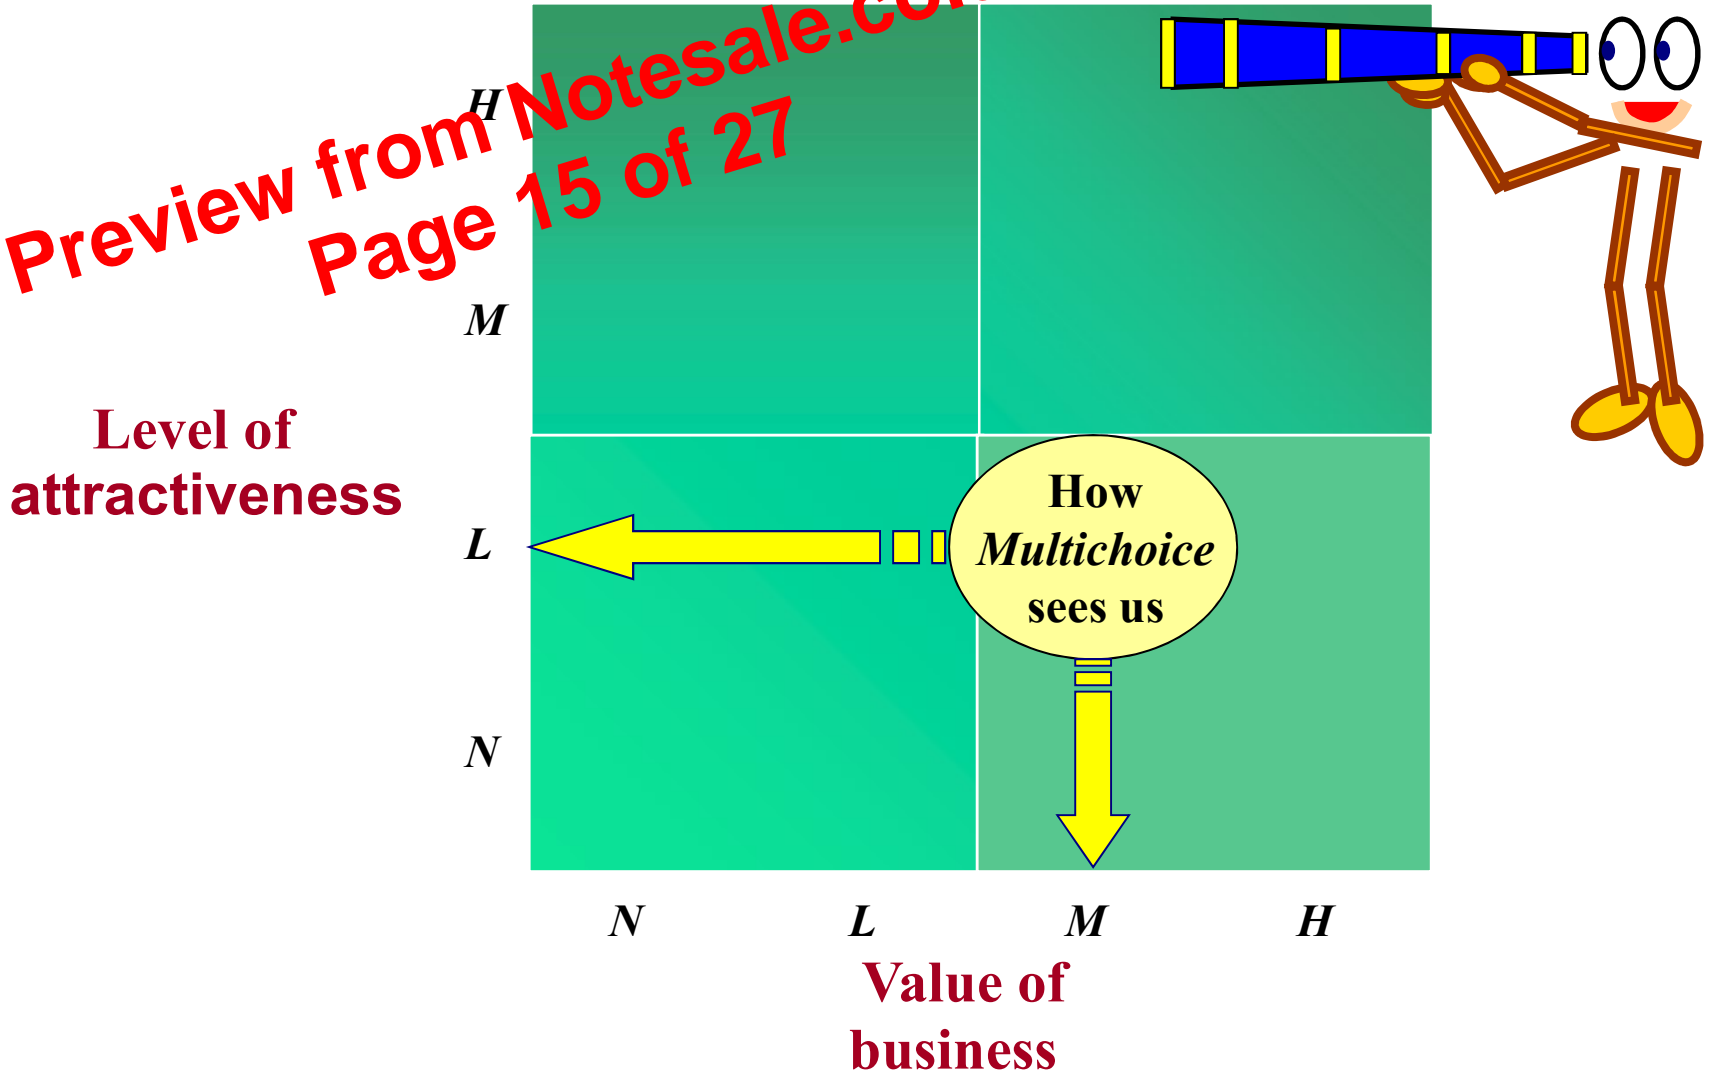 Preview from Notesale.co
Page 15 of 27
H
M
Level of
attractiveness
L
N
How
Multichoice
sees us
N L M H
Value of
business